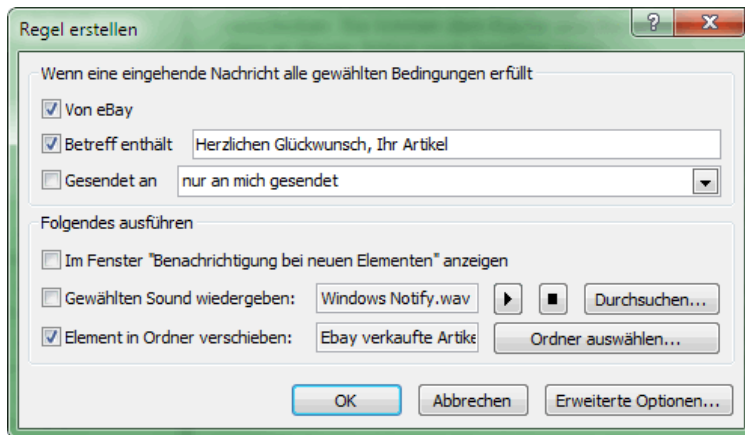 Regel erstellen
?
X
Wenn eine eingehende Nachricht alle gewählten Bedingungen erfüllt
Von eBay
Betreff enthält Herzlichen Glückwunsch, Ihr Artikel
Gesendet an nur an mich gesendet
Folgendes ausführen
Im Fenster "Benachrichtigung bei neuen Elementen" anzeigen
Gewählten Sound wiedergeben: Windows Notify.wav Durchsuchen...
Element in Ordner verschieben: Ebay verkaufte Artike Ordner auswählen...
OK Abbrechen Erweiterte Optionen...